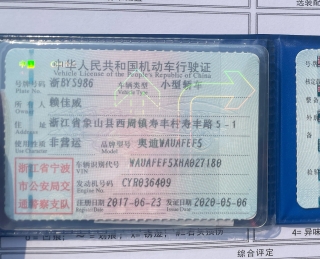 中华人民共和国机动车行驶证
Vehicle License of the People's Republic of China
号牌号码 浙BY5986 车辆类型 小型轿车
Plate No. Vehicle Type
所有人 赖佳威
Owner
住址 浙江省象山县西周镇寿丰村寿丰路5-1
Address
使用性质 非营运 品牌型号 奥迪WAUAFEF5
Use Character Model
浙江省宁波
市公安局交
通警察支队
车辆识别代号 WAUAFEF5XHA027180
VIN
发动机号码 CYR036409
Engine No.
注册日期 2017-06-23 发证日期 2020-05-06
Register Date Issue Date
综合评定